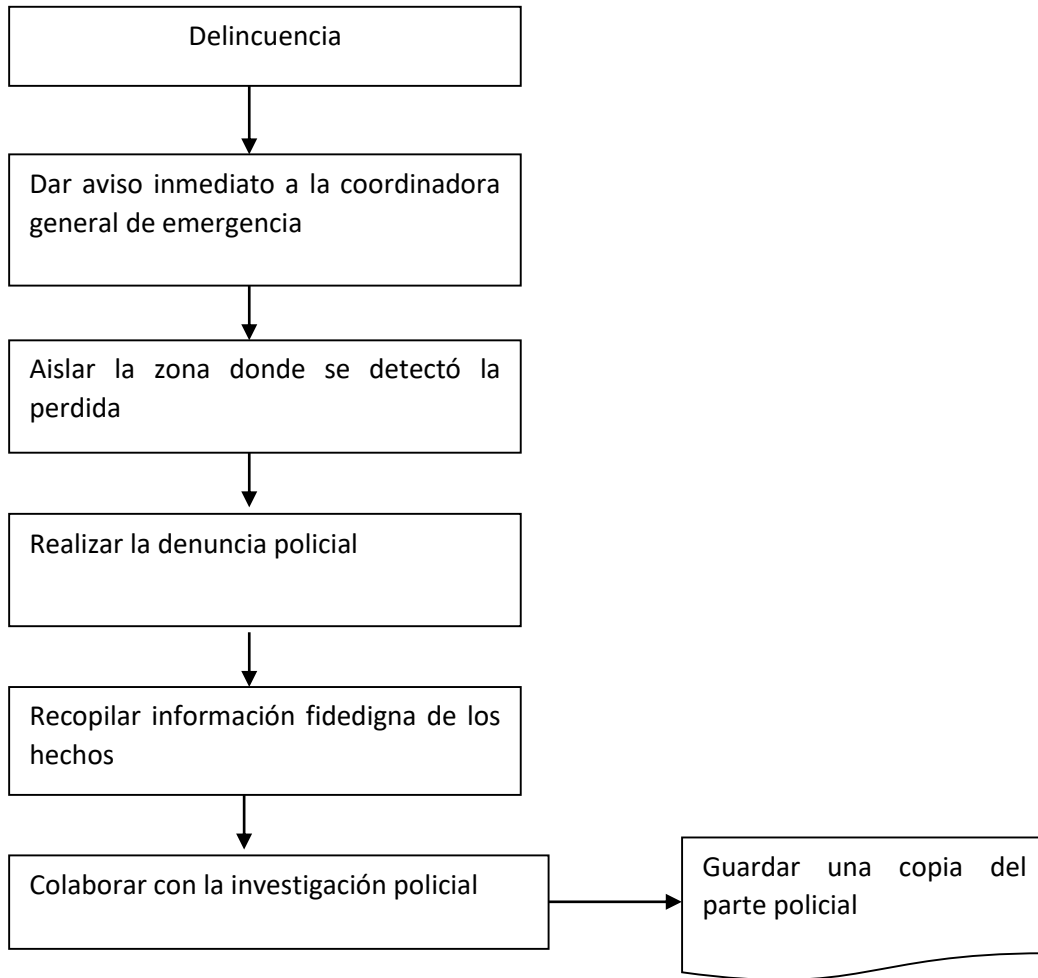 Delincuencia
Dar aviso inmediato a la coordinadora
general de emergencia
Aislar la zona donde se detectó la
perdida
Realizar la denuncia policial
Recopilar información fidedigna de los
hechos
Colaborar con la investigación policial
Guardar una copia del
parte policial